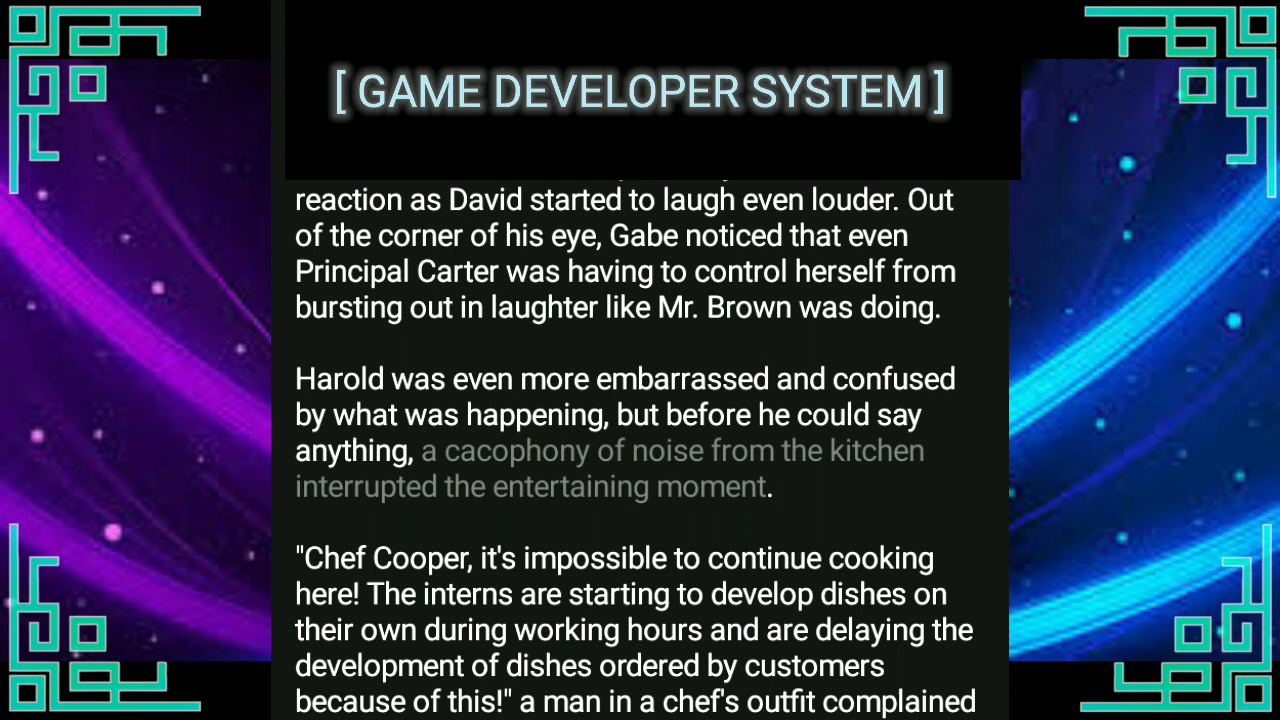 [ GAME DEVELOPER SYSTEM ]
reaction as David started to laugh even louder. Out
of the corner of his eye, Gabe noticed that even
Principal Carter was having to control herself from
bursting out in laughter like Mr. Brown was doing.
Harold was even more embarrassed and confused
by what was happening, but before he could say
anything, a cacophony of noise from the kitchen
interrupted the entertaining moment.
"Chef Cooper, it's impossible to continue cooking
here! The interns are starting to develop dishes on
their own during working hours and are delaying the
development of dishes ordered by customers
because of this!" a man in a chef's outfit complained